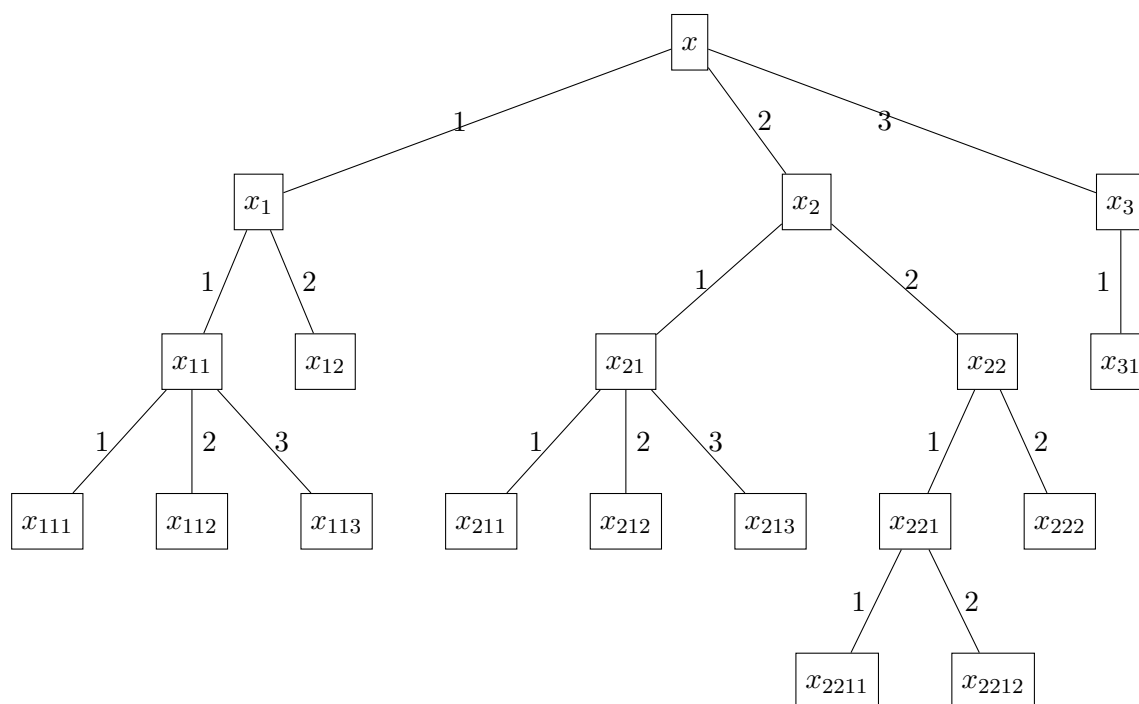 x
1 2 3
x₁ x₂ x₃
1 2 1 2 1
x₁₁ x₁₂ x₂₁ x₂₂ x₃₁
1 2 3 1 2 3 1 2
x₁₁₁ x₁₁₂ x₁₁₃ x₂₁₁ x₂₁₂ x₂₁₃ x₂₂₁ x₂₂₂
1 2
x₂₂₁₁ x₂₂₁₂